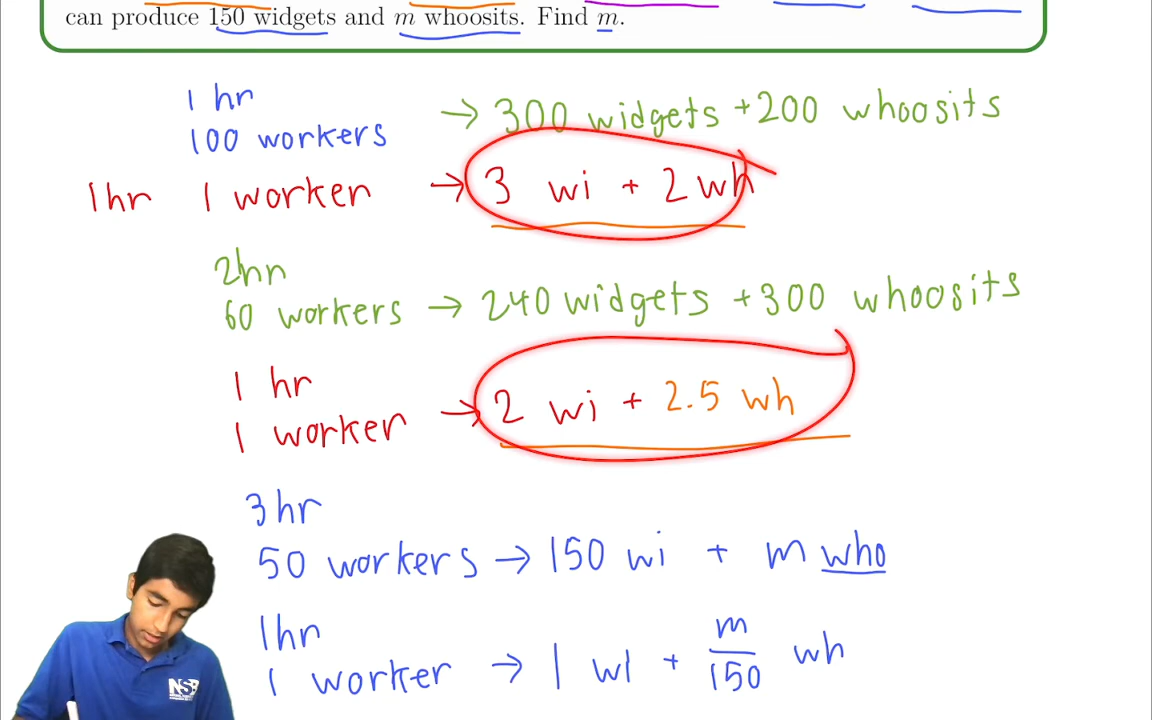 can produce 150 widgets and m whoosits. Find m.
1 hr
100 workers → 300 widgets + 200 whoosits
1hr 1 worker → 3 wi + 2 wh
2hr
60 workers → 240 widgets + 300 whoosits
1 hr
1 worker → 2 wi + 2.5 wh
3hr
50 workers → 150 wi + m who
1hr
1 worker → 1 wi + m/150 wh
NSB